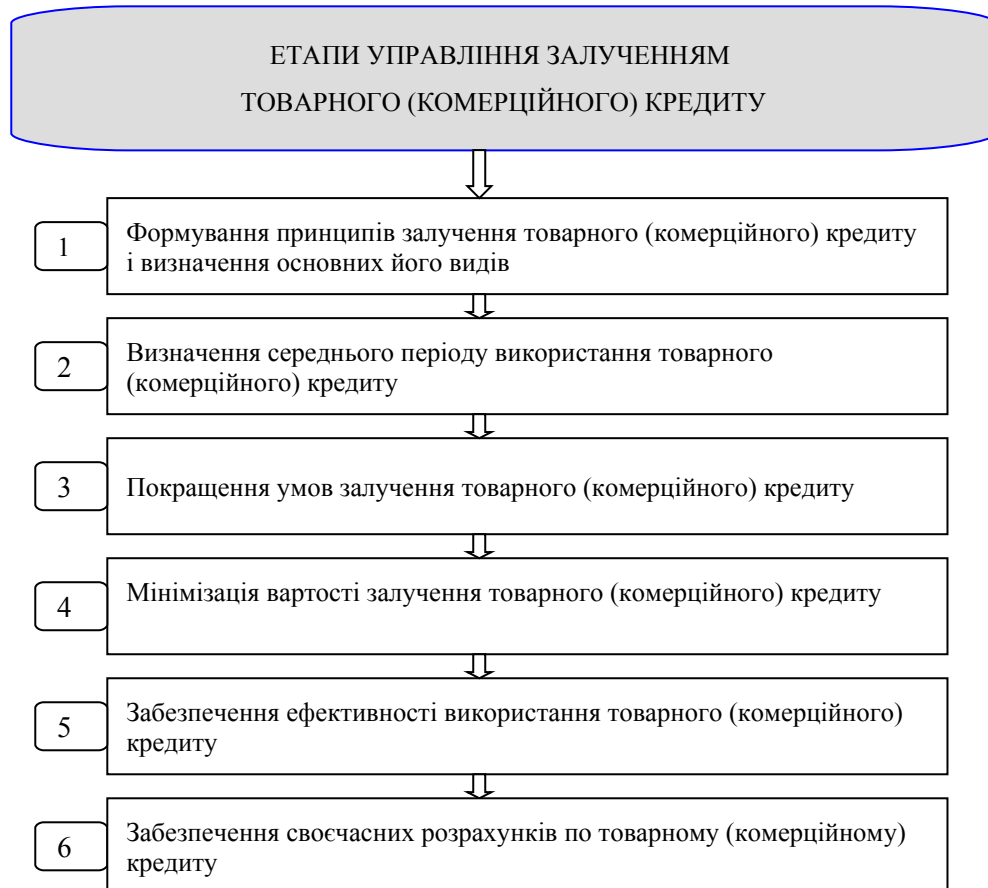 ЕТАПИ УПРАВЛІННЯ ЗАЛУЧЕННЯМ
ТОВАРНОГО (КОМЕРЦІЙНОГО) КРЕДИТУ
1
Формування принципів залучення товарного (комерційного) кредиту
і визначення основних його видів
2
Визначення середнього періоду використання товарного
(комерційного) кредиту
3
Покращення умов залучення товарного (комерційного) кредиту
4
Мінімізація вартості залучення товарного (комерційного) кредиту
5
Забезпечення ефективності використання товарного (комерційного)
кредиту
6
Забезпечення своєчасних розрахунків по товарному (комерційному)
кредиту